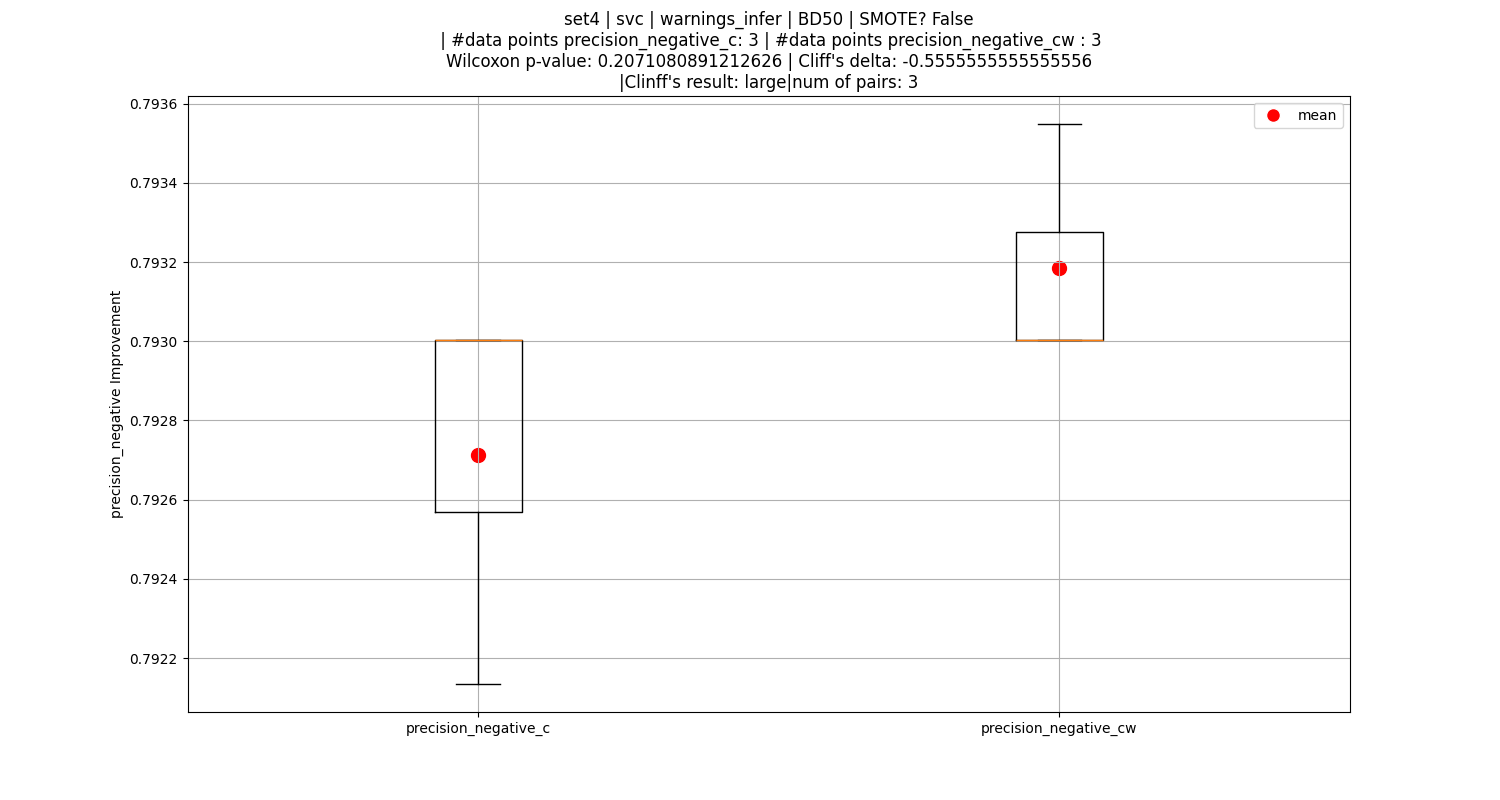 set4 | svc | warnings_infer | BD50 | SMOTE? False
| #data points precision_negative_c: 3 | #data points precision_negative_cw : 3
Wilcoxon p-value: 0.2071080891212626 | Cliff's delta: -0.5555555555555556
|Clinff's result: large|num of pairs: 3
mean
precision_negative Improvement
0.7936
0.7934
0.7932
0.7930
0.7928
0.7926
0.7924
0.7922
precision_negative_c
precision_negative_cw